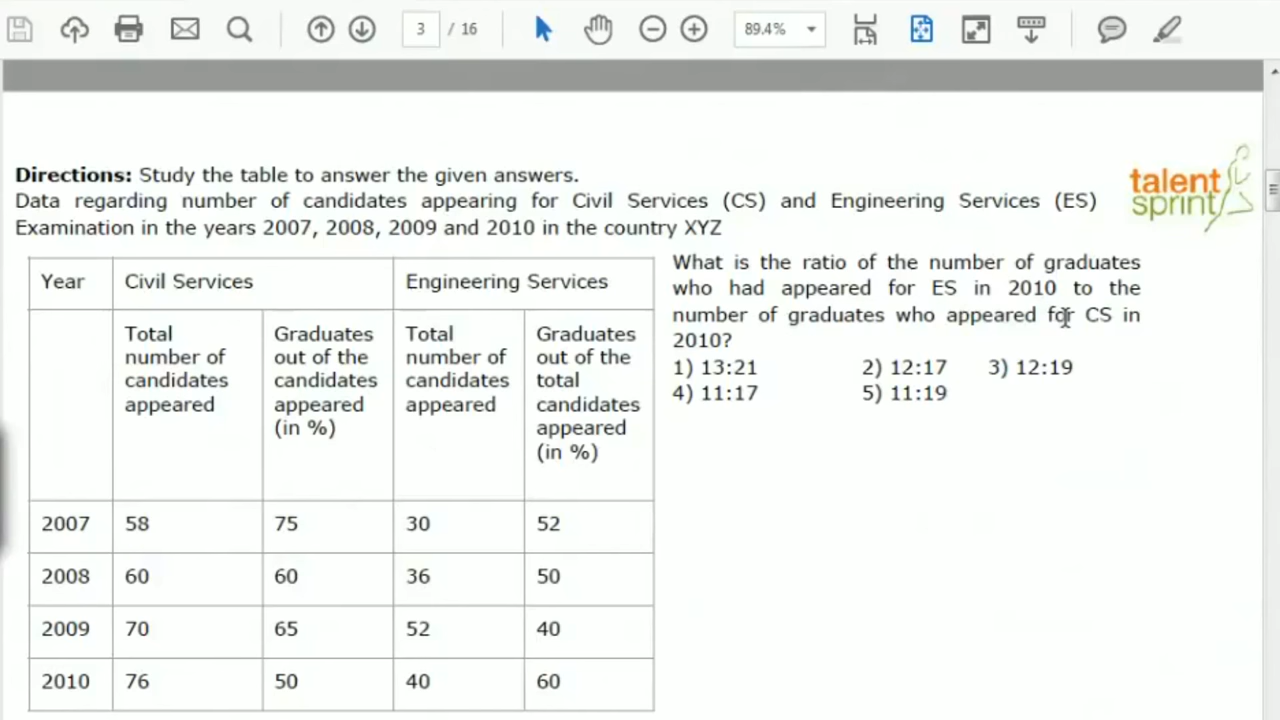 3 / 16
89.4%
Directions: Study the table to answer the given answers.
Data regarding number of candidates appearing for Civil Services (CS) and Engineering Services (ES)
Examination in the years 2007, 2008, 2009 and 2010 in the country XYZ
talent
sprint
Year Civil Services Engineering Services
Total
number of
candidates
appeared
Graduates
out of the
candidates
appeared
(in %)
Total
number of
candidates
appeared
Graduates
out of the
total
candidates
appeared
(in %)
2007 58 75 30 52
2008 60 60 36 50
2009 70 65 52 40
2010 76 50 40 60
What is the ratio of the number of graduates
who had appeared for ES in 2010 to the
number of graduates who appeared for CS in
2010?
1) 13:21 2) 12:17 3) 12:19
4) 11:17 5) 11:19